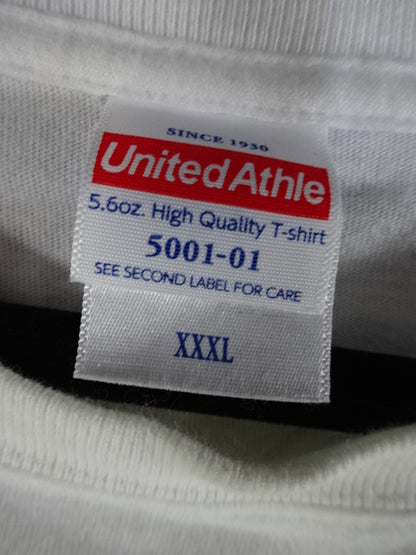 SINCE 1930
United Athle
5.6oz. High Quality T-shirt
5001-01
SEE SECOND LABEL FOR CARE
XXXL